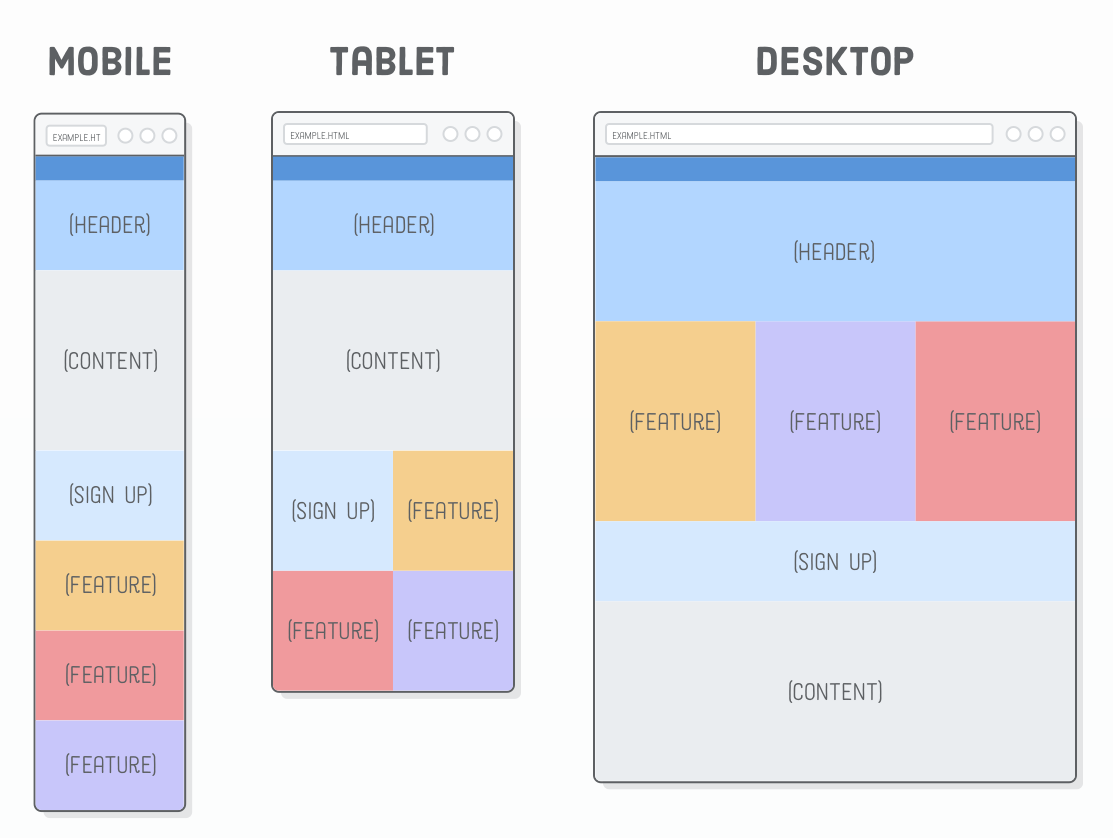 MOBILE
EXAMPLE.HT
(HEADER)
(CONTENT)
(SIGN UP)
(FEATURE)
(FEATURE)
(FEATURE)
TABLET
EXAMPLE.HTML
(HEADER)
(CONTENT)
(SIGN UP)
(FEATURE)
(FEATURE)
(FEATURE)
DESKTOP
EXAMPLE.HTML
(HEADER)
(FEATURE)
(FEATURE)
(FEATURE)
(SIGN UP)
(CONTENT)